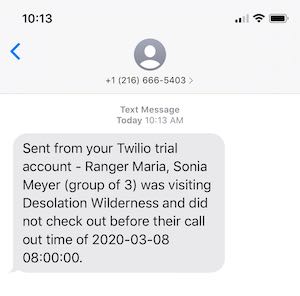 10:13
+1 (216) 666-5403 >
Text Message
Today 10:13 AM
Sent from your Twilio trial
account - Ranger Maria, Sonia
Meyer (group of 3) was visiting
Desolation Wilderness and did
not check out before their call
out time of 2020-03-08
08:00:00.